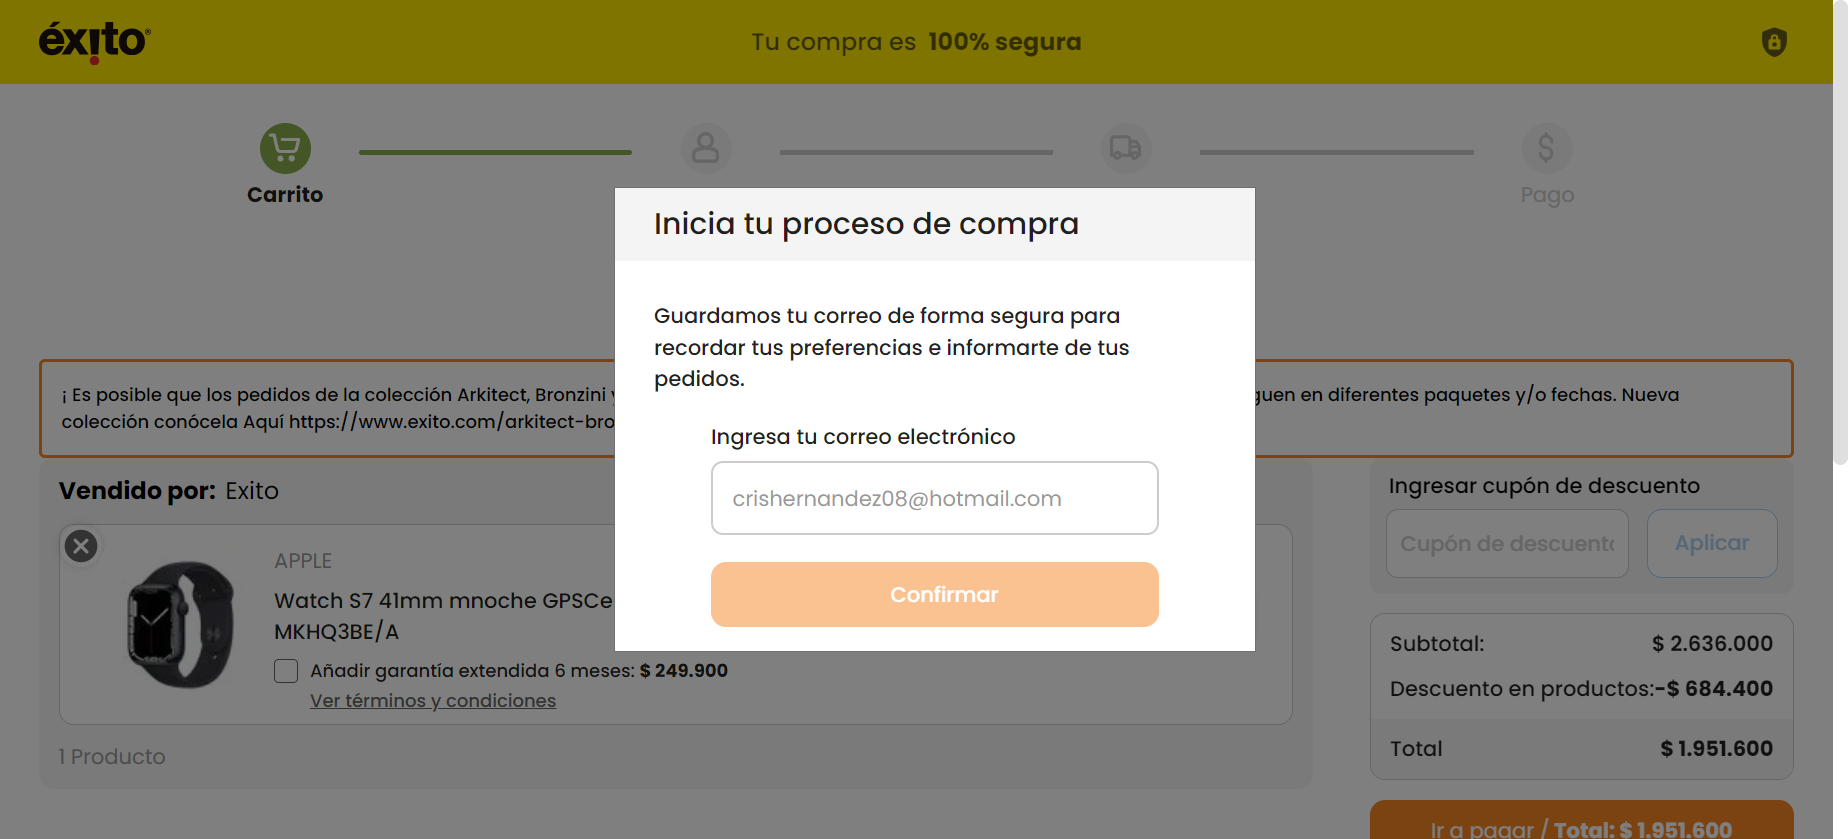 éxito
Tu compra es 100% segura
Carrito
Pago
Inicia tu proceso de compra
Guardamos tu correo de forma segura para
recordar tus preferencias e informarte de tus
pedidos.
Ingresa tu correo electrónico
crishernandez08@hotmail.com
Confirmar
¡ Es posible que los pedidos de la colección Arkitect, Bronzini
guen en diferentes paquetes y/o fechas. Nueva
colección conócela Aquí https://www.exito.com/arkitect-bro
Vendido por: Exito
APPLE
Watch S7 41mm mnoche GPSCe
MKHQ3BE/A
Añadir garantía extendida 6 meses: $ 249.900
Ver términos y condiciones
1 Producto
Ingresar cupón de descuento
Cupón de descuento
Aplicar
Subtotal: $ 2.636.000
Descuento en productos: -$ 684.400
Total $ 1.951.600
Ir a pagar / Total: $ 1.951.600